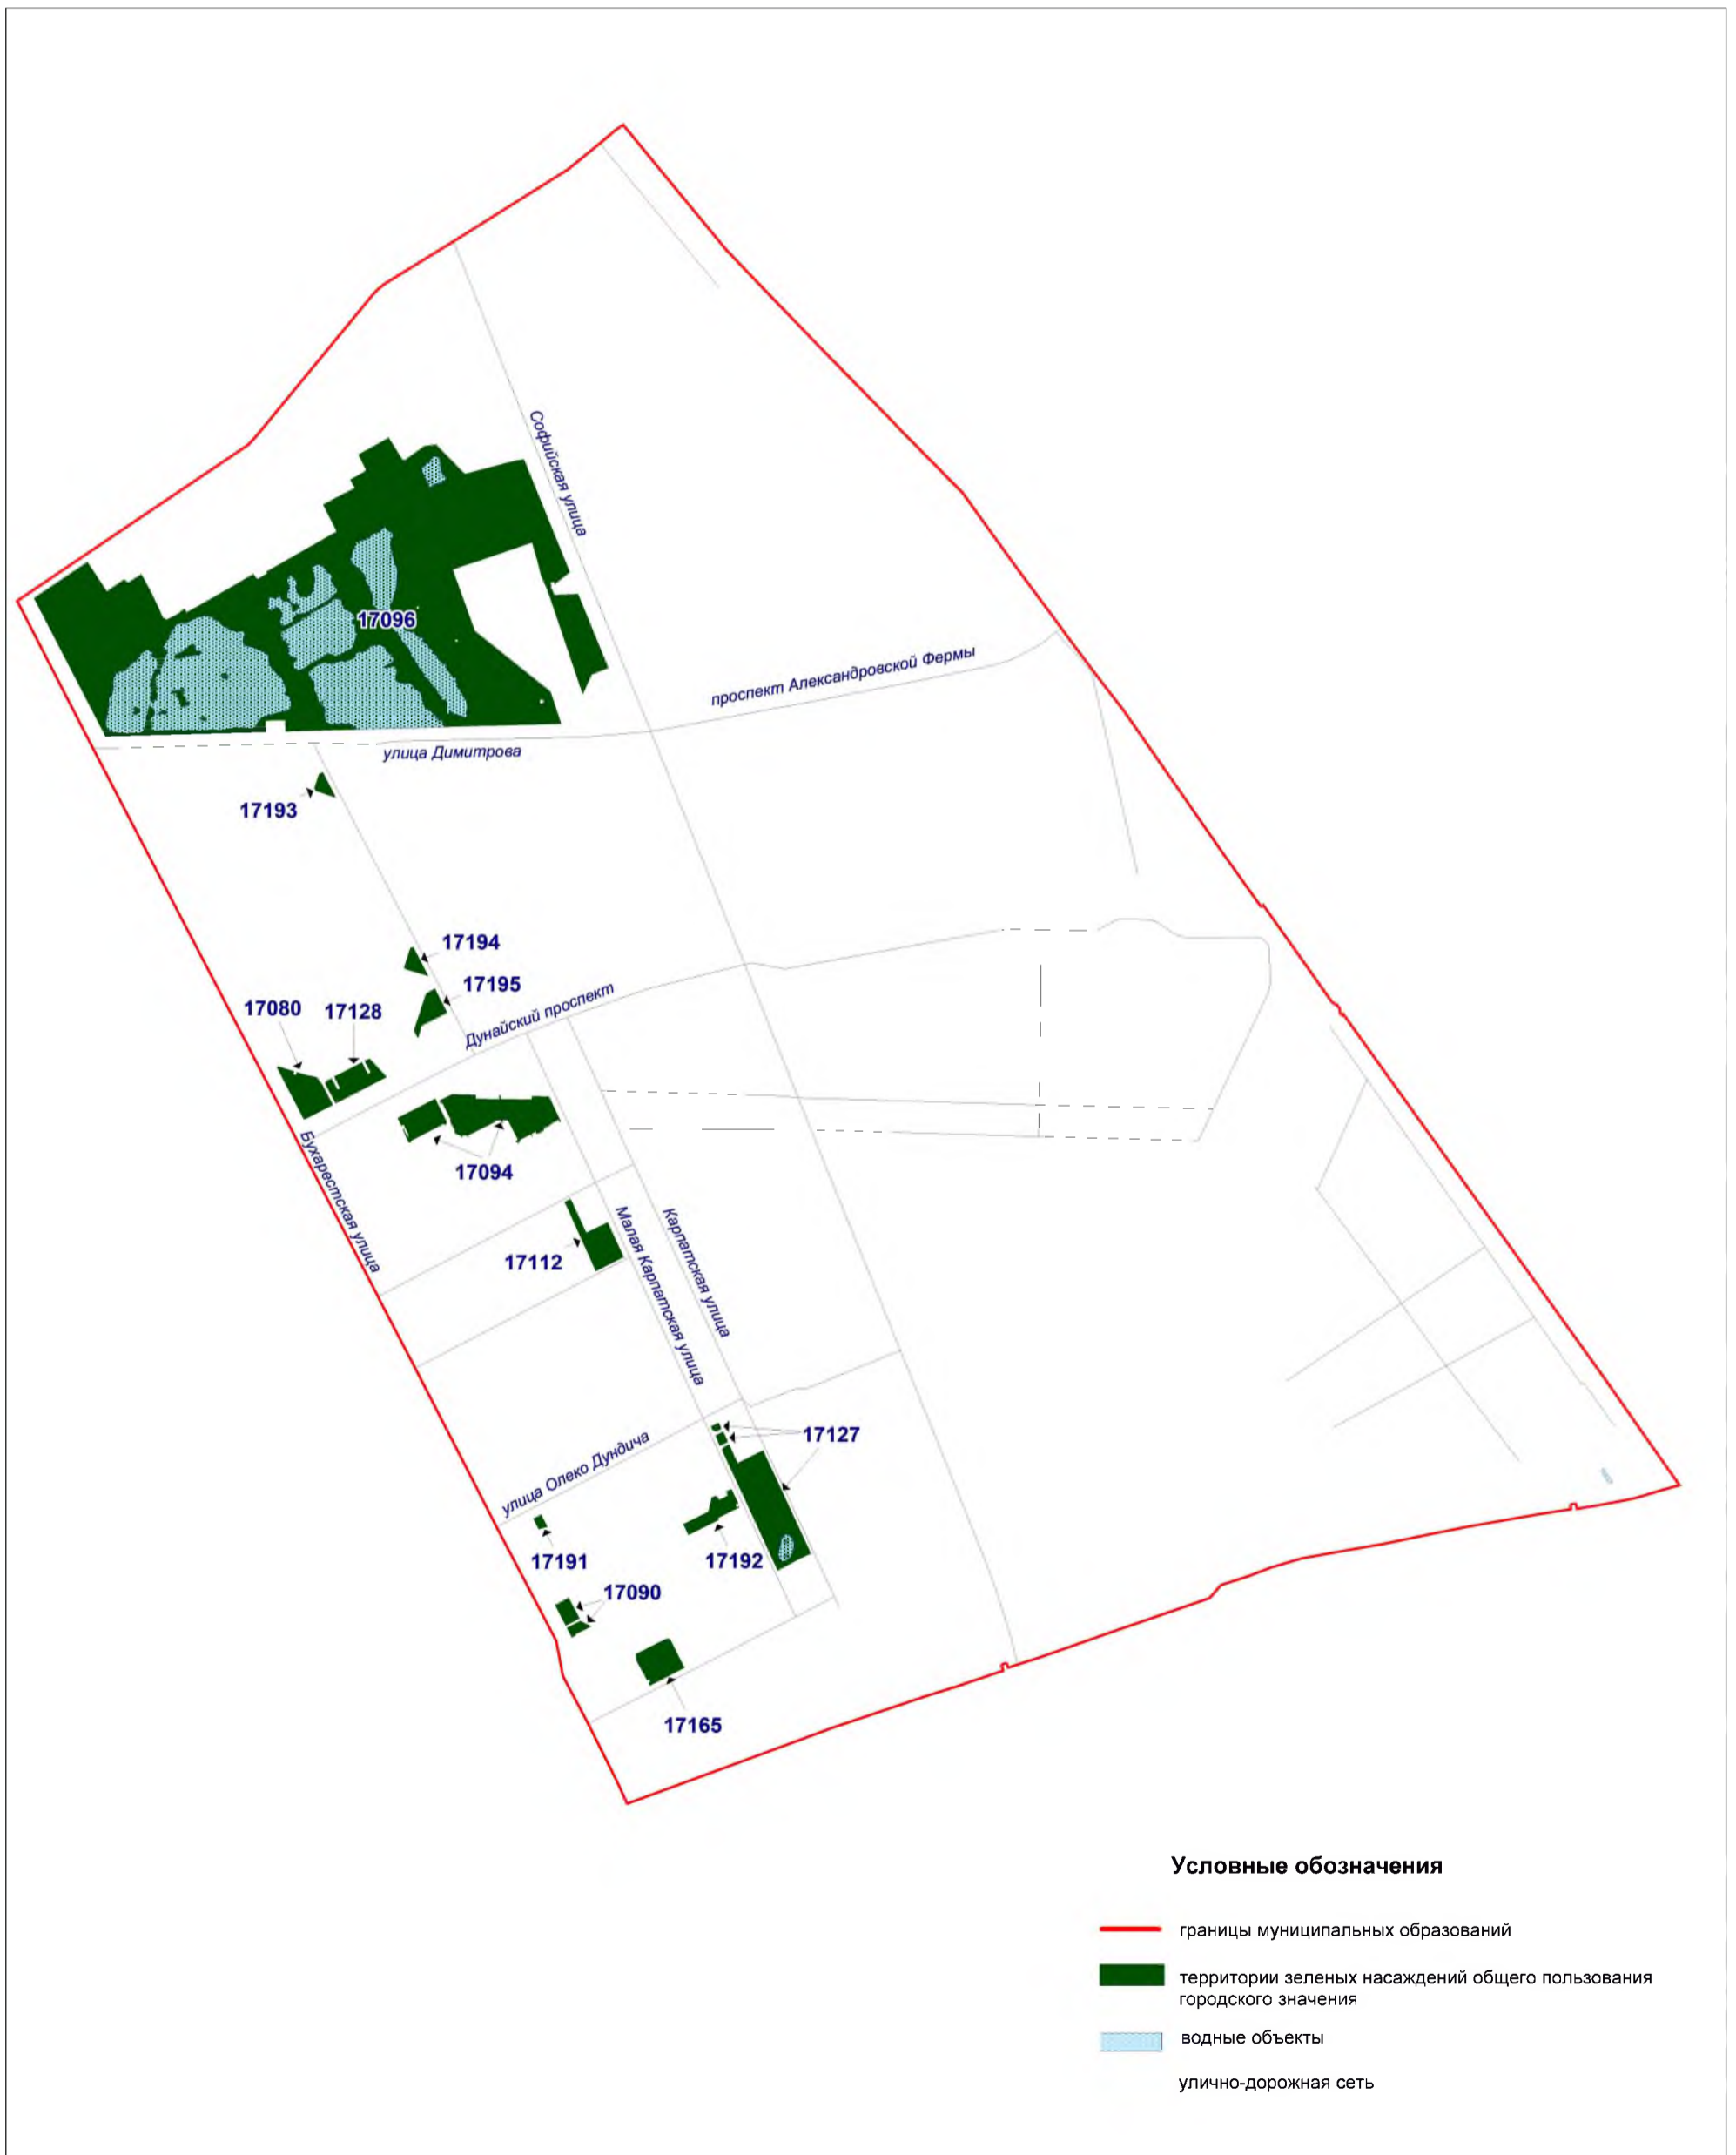 Софийская улица
17096
проспект Александровской Фермы
улица Димитрова
17193
17194
17195
17080
17128
Дунайский проспект
17094
Бухарестская улица
17112
Малая Карпатская улица
Карпатская улица
17127
улица Олеко Дундича
17191
17192
17090
17165
Условные обозначения
границы муниципальных образований
территории зеленых насаждений общего пользования
городского значения
водные объекты
улично-дорожная сеть